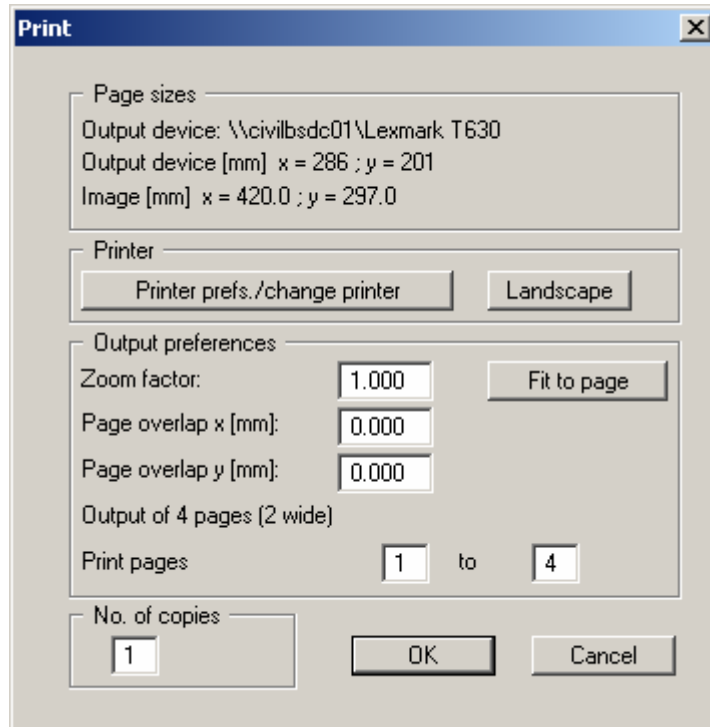 Print
Page sizes
Output device: \\civilbsdc01\Lexmark T630
Output device [mm] x = 286 ; y = 201
Image [mm] x = 420.0 ; y = 297.0
Printer
Printer prefs./change printer Landscape
Output preferences
Zoom factor: 1.000 Fit to page
Page overlap x [mm]: 0.000
Page overlap y [mm]: 0.000
Output of 4 pages (2 wide)
Print pages 1 to 4
No. of copies
1 OK Cancel